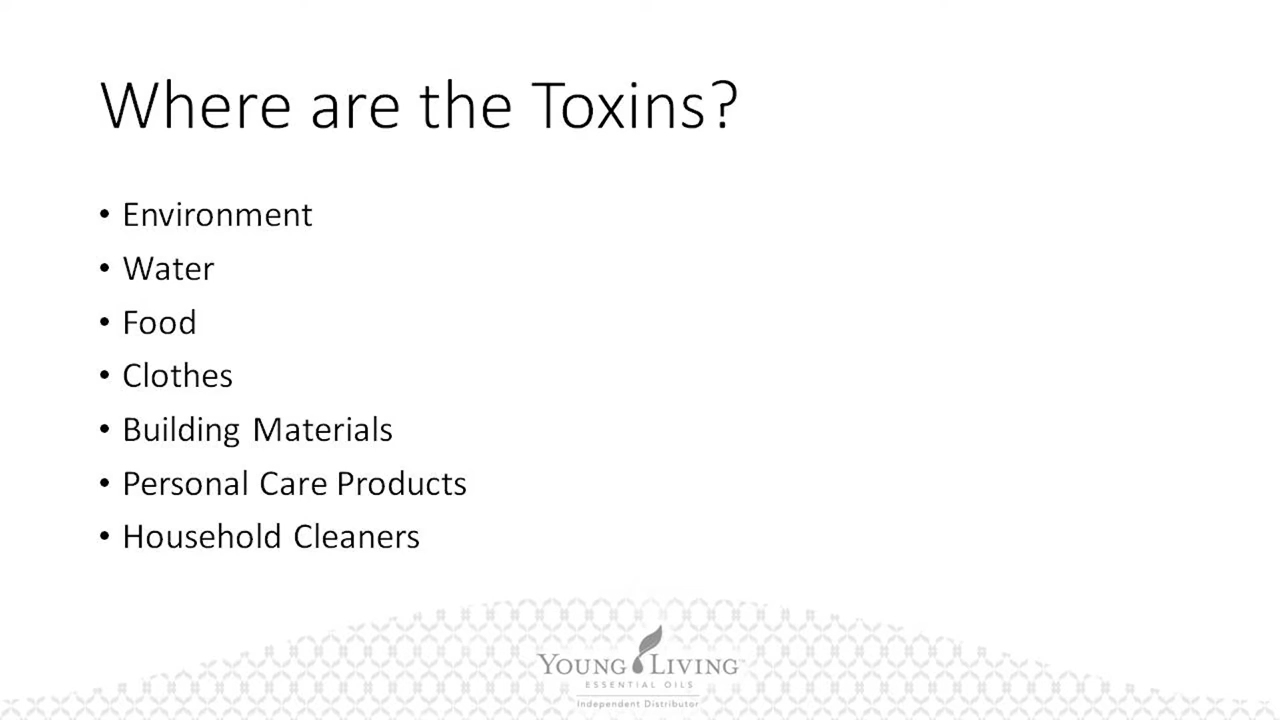 Where are the Toxins?
• Environment
• Water
• Food
• Clothes
• Building Materials
• Personal Care Products
• Household Cleaners
YOUNG LIVING™
ESSENTIAL OILS
Independent Distributor